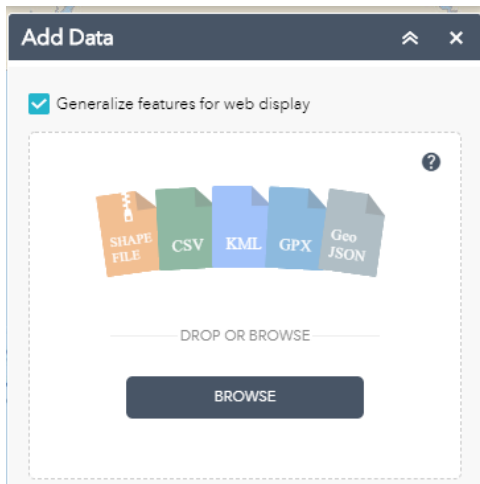 Add Data
Generalize features for web display
?
SHAPE
FILE
CSV
KML
GPX
Geo
JSON
DROP OR BROWSE
BROWSE